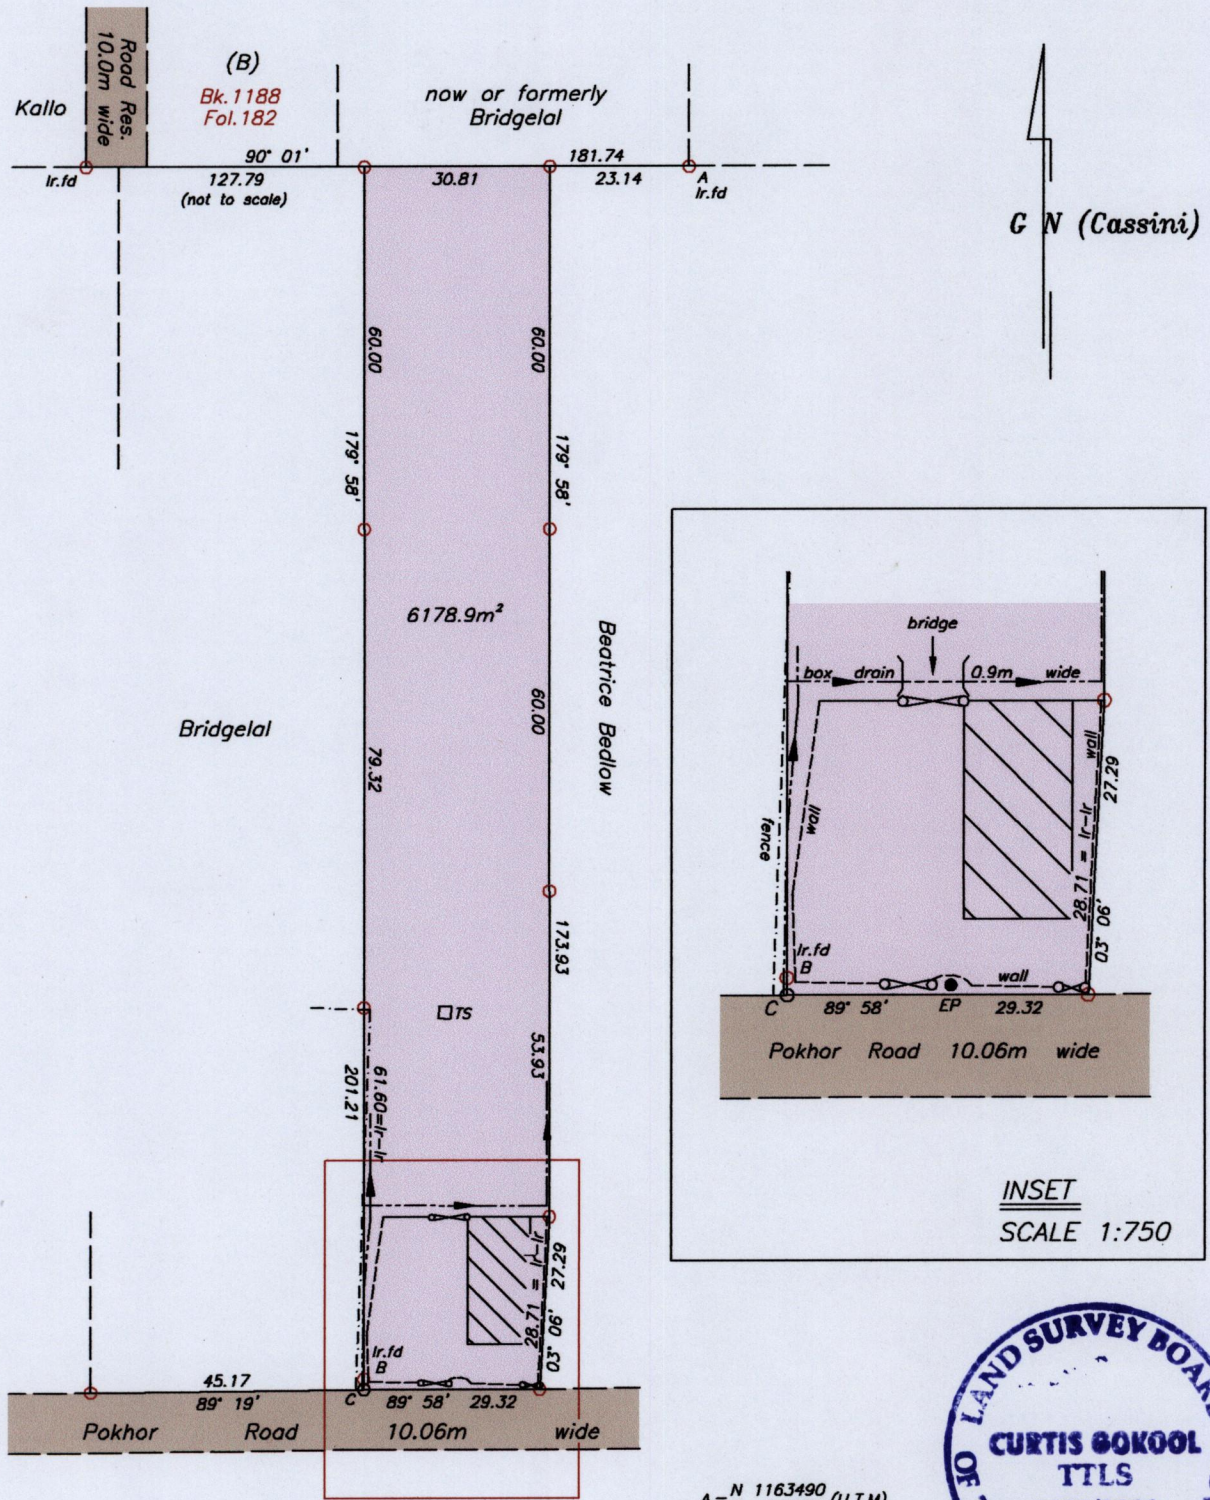 Road Res.
10.0m wide
(B)
Bk.1188
Fol.182
Kallo
now or formerly
Bridgelal
90° 01'
127.79
(not to scale)
Ir.fd
30.81
181.74
23.14
A
Ir.fd
G N (Cassini)
60.00
60.00
179° 58'
179° 58'
6178.9m²
Bridgelal
79.32
60.00
Beatrice Bedlow
173.93
TS
53.93
201.21
61.60=Ir-Ir
28.71 = Ir-Ir
27.29
03° 06'
Ir.fd
B
45.17
89° 19'
C
89° 58'
29.32
Pokhor Road 10.06m wide
bridge
box drain 0.9m wide
wall
wall
27.29
28.71 = Ir-Ir
fence
03° 06'
Ir.fd
B
wall
C
89° 58'
EP
29.32
Pokhor Road 10.06m wide
INSET
SCALE 1:750
LAND SURVEY BOARD
CURTIS GOKOOL
TTLS
OF
A- N 1163490 (U.T.M)